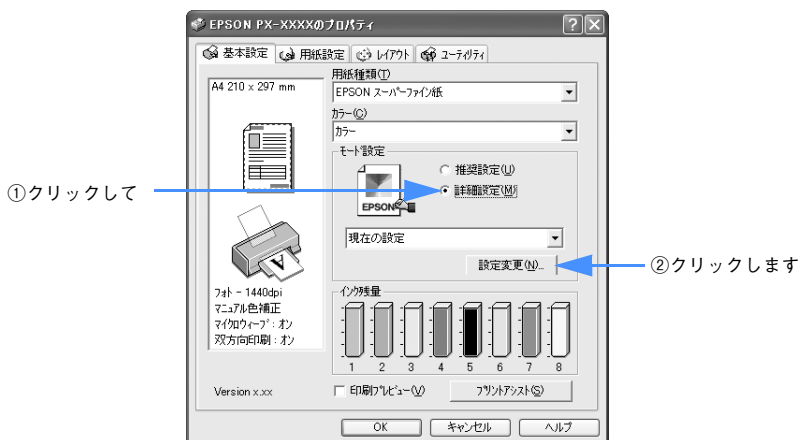 EPSON PX-XXXXのプロパティ
基本設定 用紙設定 レイアウト ユーティリティ
A4 210 x 297 mm
用紙種類(T)
EPSON スーパーファイン紙
カラー(C)
カラー
モード設定
推奨設定(U)
①クリックして
詳細設定(M)
EPSON
現在の設定
設定変更(N)...
②クリックします
フォト - 1440dpi
マニュアル色補正
マイクロウィーブ: オン
双方向印刷: オン
インク残量
1 2 3 4 5 6 7 8
Version x.xx
印刷プレビュー(V)
プリントアシスト(S)
OK キャンセル ヘルプ